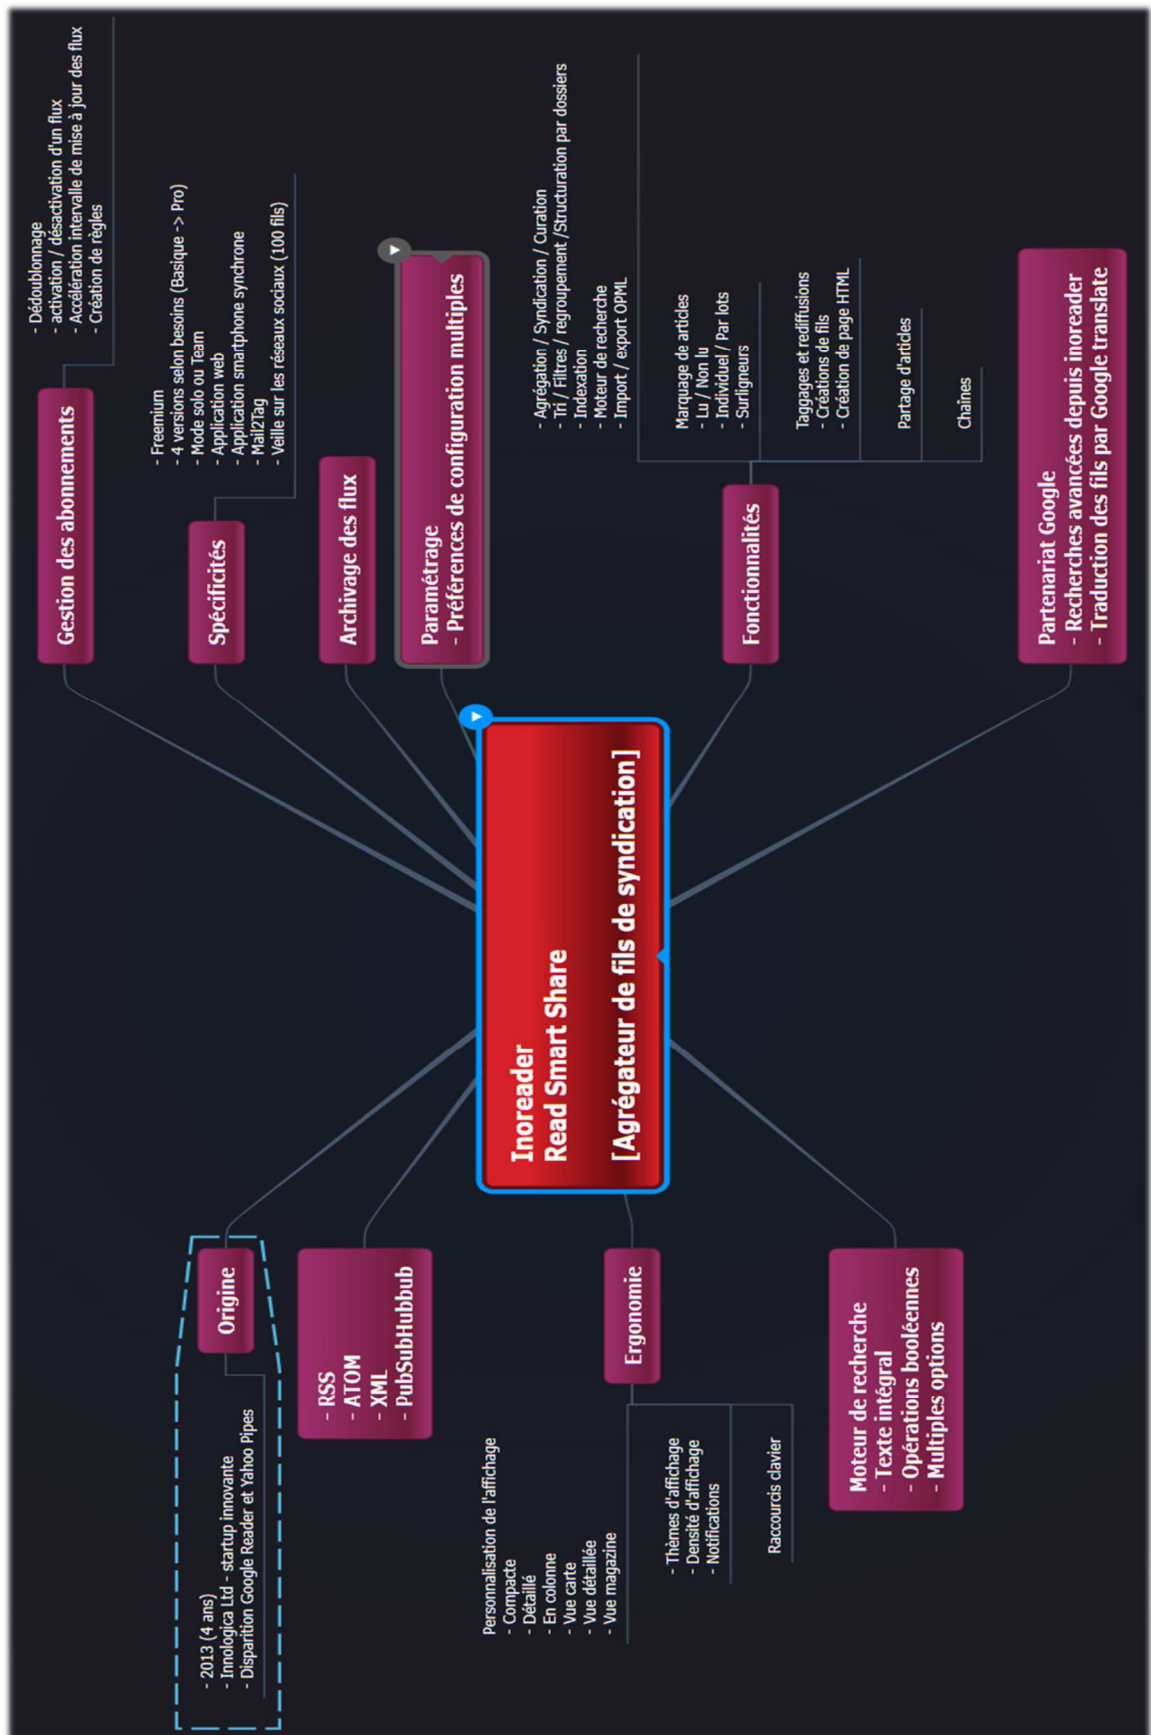 Inoreader
Read Smart Share
[Agrégateur de fils de syndication]
Origine
- 2013 (4 ans)
- Innologica Ltd - startup innovante
- Disparition Google Reader et Yahoo Pipes
- RSS
- ATOM
- XML
- PubSubHubbub
Ergonomie
Personnalisation de l'affichage
- Compacte
- Détaillé
- En colonne
- Vue carte
- Vue détaillée
- Vue magazine
- Thèmes d'affichage
- Densité d'affichage
- Notifications
Raccourcis clavier
Moteur de recherche
- Texte intégral
- Opérations booléennes
- Multiples options
Gestion des abonnements
- Dédoublonnage
- activation / désactivation d'un flux
- Accélération intervalle de mise à jour des flux
- Création de règles
Spécificités
- Freemium
- 4 versions selon besoins (Basique -> Pro)
- Mode solo ou Team
- Application web
- Application smartphone synchrone
- Mail2Tag
- Veille sur les réseaux sociaux (100 fils)
Archivage des flux
Paramétrage
- Préférences de configuration multiples
Fonctionnalités
- Agrégation / Syndication / Curation
- Tri / Filtres / regroupement /Structuration par dossiers
- Indexation
- Moteur de recherche
- Import / export OPML
Marquage de articles
- Lu / Non lu
- Individuel / Par lots
- Surligneurs
Taggages et rediffusions
- Créations de fils
- Création de page HTML
Partage d'articles
Chaînes
Partenariat Google
- Recherches avancées depuis inoreader
- Traduction des fils par Google translate